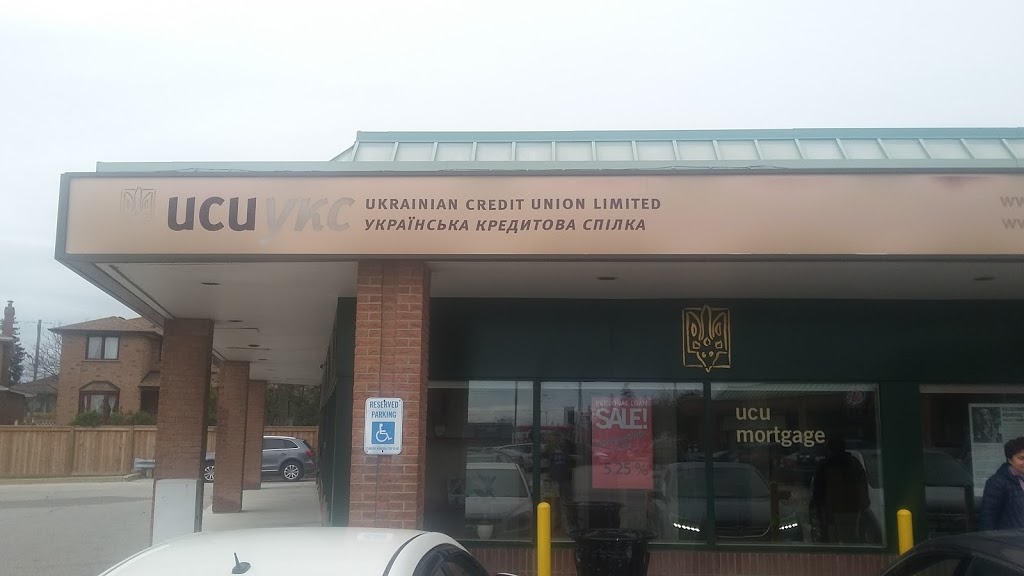 ucu укс
UKRAINIAN CREDIT UNION LIMITED
УКРАЇНСЬКА КРЕДИТОВА СПІЛКА
RESERVED
PARKING
SALE!
5.25%
ucu
mortgage